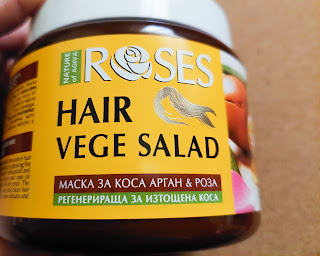 NATURE
of AGIVA
ROSES
HAIR
VEGE SALAD
МАСКА ЗА КОСА АРГАН & РОЗА
РЕГЕНЕРИРАЩА ЗА ИЗТОЩЕНА КОСА